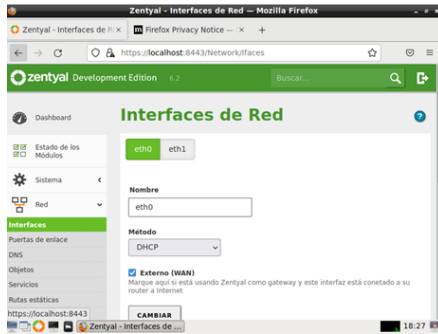 Zentyal - Interfaces de Red — Mozilla Firefox
Zentyal - Interfaces de R
Firefox Privacy Notice —
https://localhost:8443/Network/Ifaces
zentyal Development Edition 6.2
Buscar...
Dashboard
Estado de los
Módulos
Sistema
Red
Interfaces
Puertas de enlace
DNS
Objetos
Servicios
Rutas estáticas
https://localhost:8443
Interfaces de Red
eth0 eth1
Nombre
eth0
Método
DHCP
Externo (WAN)
Marque aquí si está usando Zentyal como gateway y este interfaz está conetado a su
router a Internet
CAMBIAR
Zentyal - Interfaces de ...
18:27